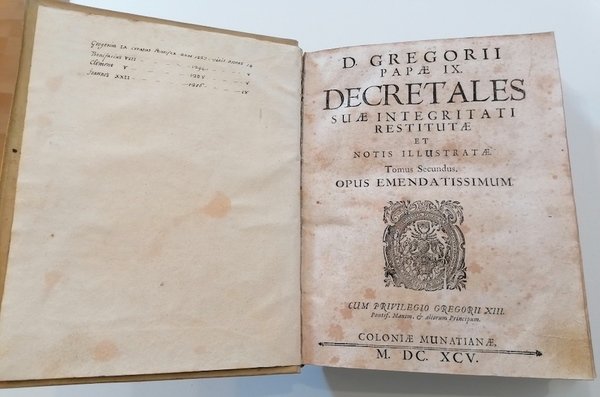 Bonifacius VIII
Clemens V
Joannes XXII
D. GREGORII
PAPÆ IX.
DECRETALES
SUÆ INTEGRITATI
RESTITUTÆ
ET
NOTIS ILLUSTRATÆ.
Tomus Secundus.
OPUS EMENDATISSIMUM
CUM PRIVILEGIO GREGORII XIII.
Pontif. Maxim. & aliorum Principum.
COLONIÆ MUNATIANÆ,
M. DC. XCV.